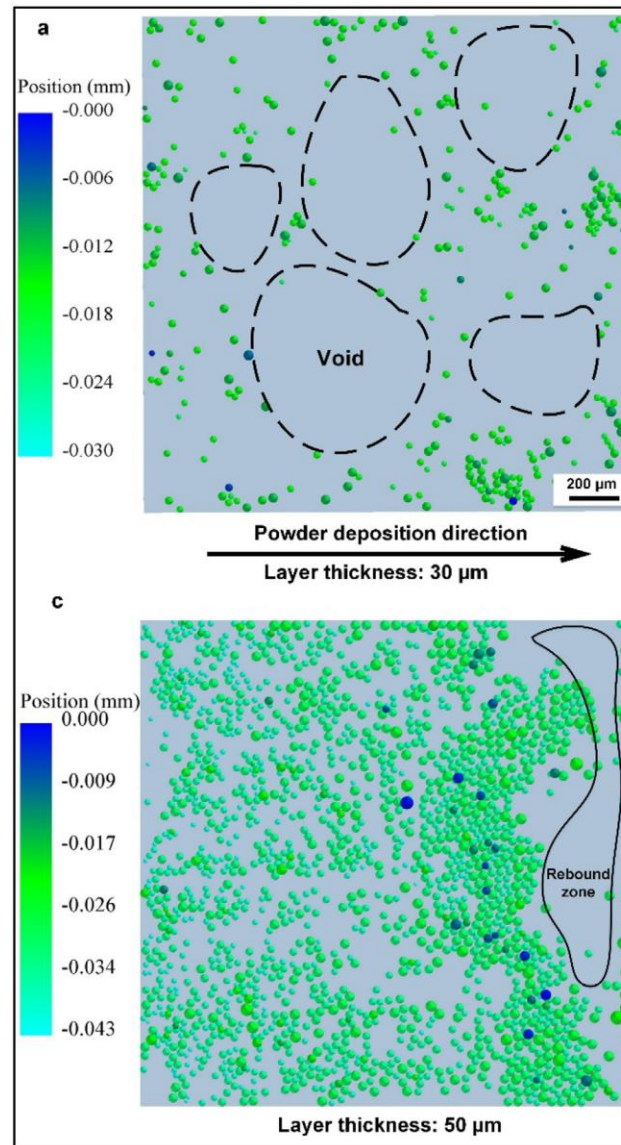 a
Position (mm)
-0.000
-0.006
-0.012
-0.018
-0.024
-0.030
Void
200 µm
Powder deposition direction
Layer thickness: 30 µm
c
Position (mm)
0.000
-0.009
-0.017
-0.026
-0.034
-0.043
Rebound
zone
Layer thickness: 50 µm